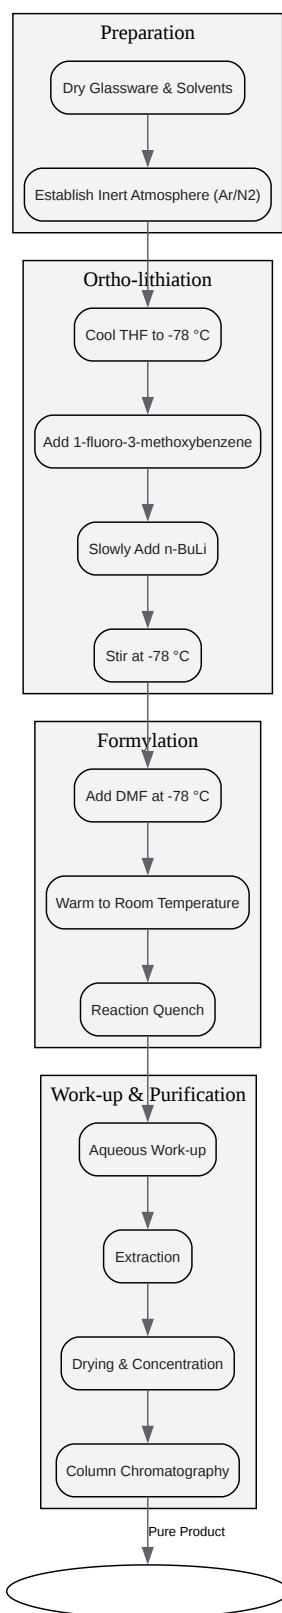 Preparation
Dry Glassware & Solvents
Establish Inert Atmosphere (Ar/N2)
Ortho-lithiation
Cool THF to -78 °C
Add 1-fluoro-3-methoxybenzene
Slowly Add n-BuLi
Stir at -78 °C
Formylation
Add DMF at -78 °C
Warm to Room Temperature
Reaction Quench
Work-up & Purification
Aqueous Work-up
Extraction
Drying & Concentration
Column Chromatography
Pure Product